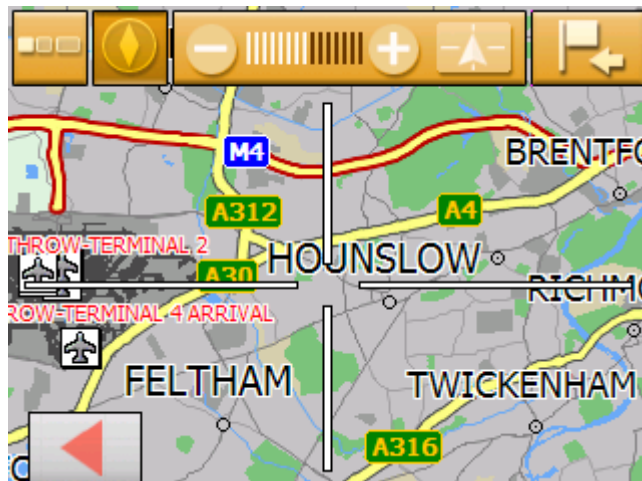 M4
BRENTFO
A312
A4
THROW-TERMINAL 2
HOUNSLOW
A30
RICHMO
ROW-TERMINAL 4 ARRIVAL
FELTHAM
TWICKENHAM
A316